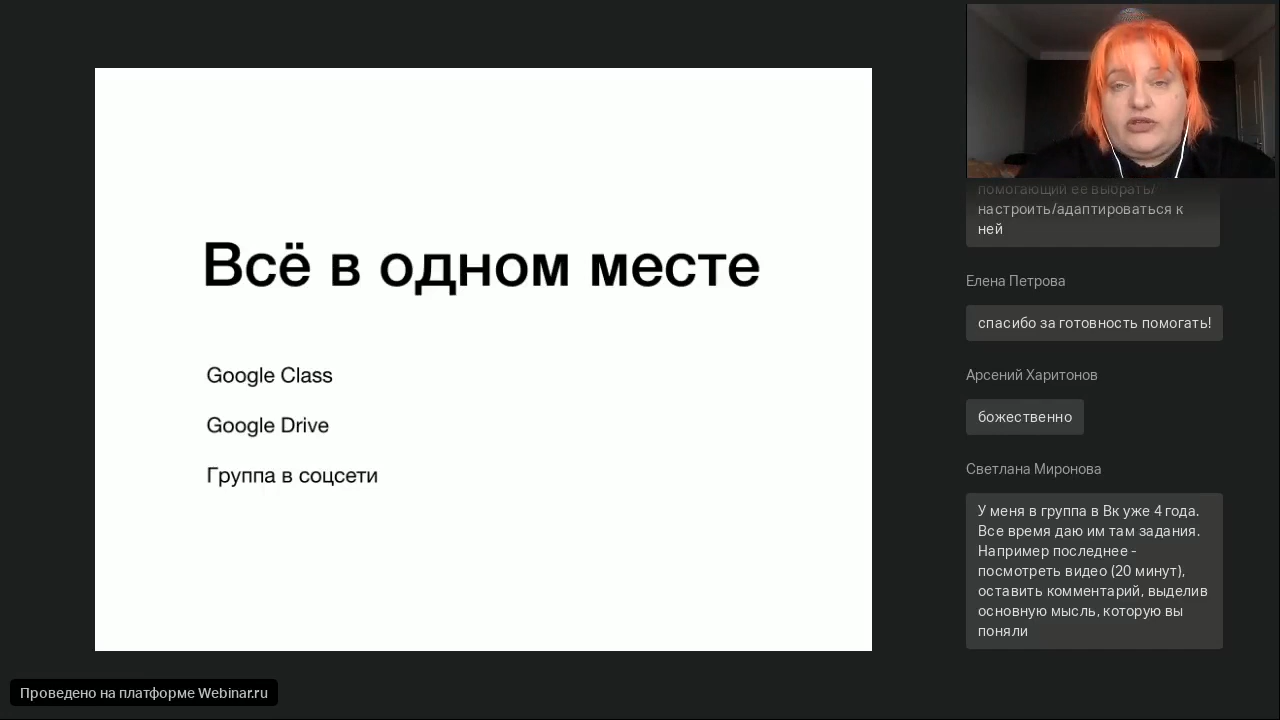 Всё в одном месте
Google Class
Google Drive
Группа в соцсети
помогающий ее выбрать/
настроить/адаптироваться к
ней
Елена Петрова
спасибо за готовность помогать!
Арсений Харитонов
божественно
Светлана Миронова
У меня в группа в Вк уже 4 года.
Все время даю им там задания.
Например последнее -
посмотреть видео (20 минут),
оставить комментарий, выделив
основную мысль, которую вы
поняли
Проведено на платформе Webinar.ru